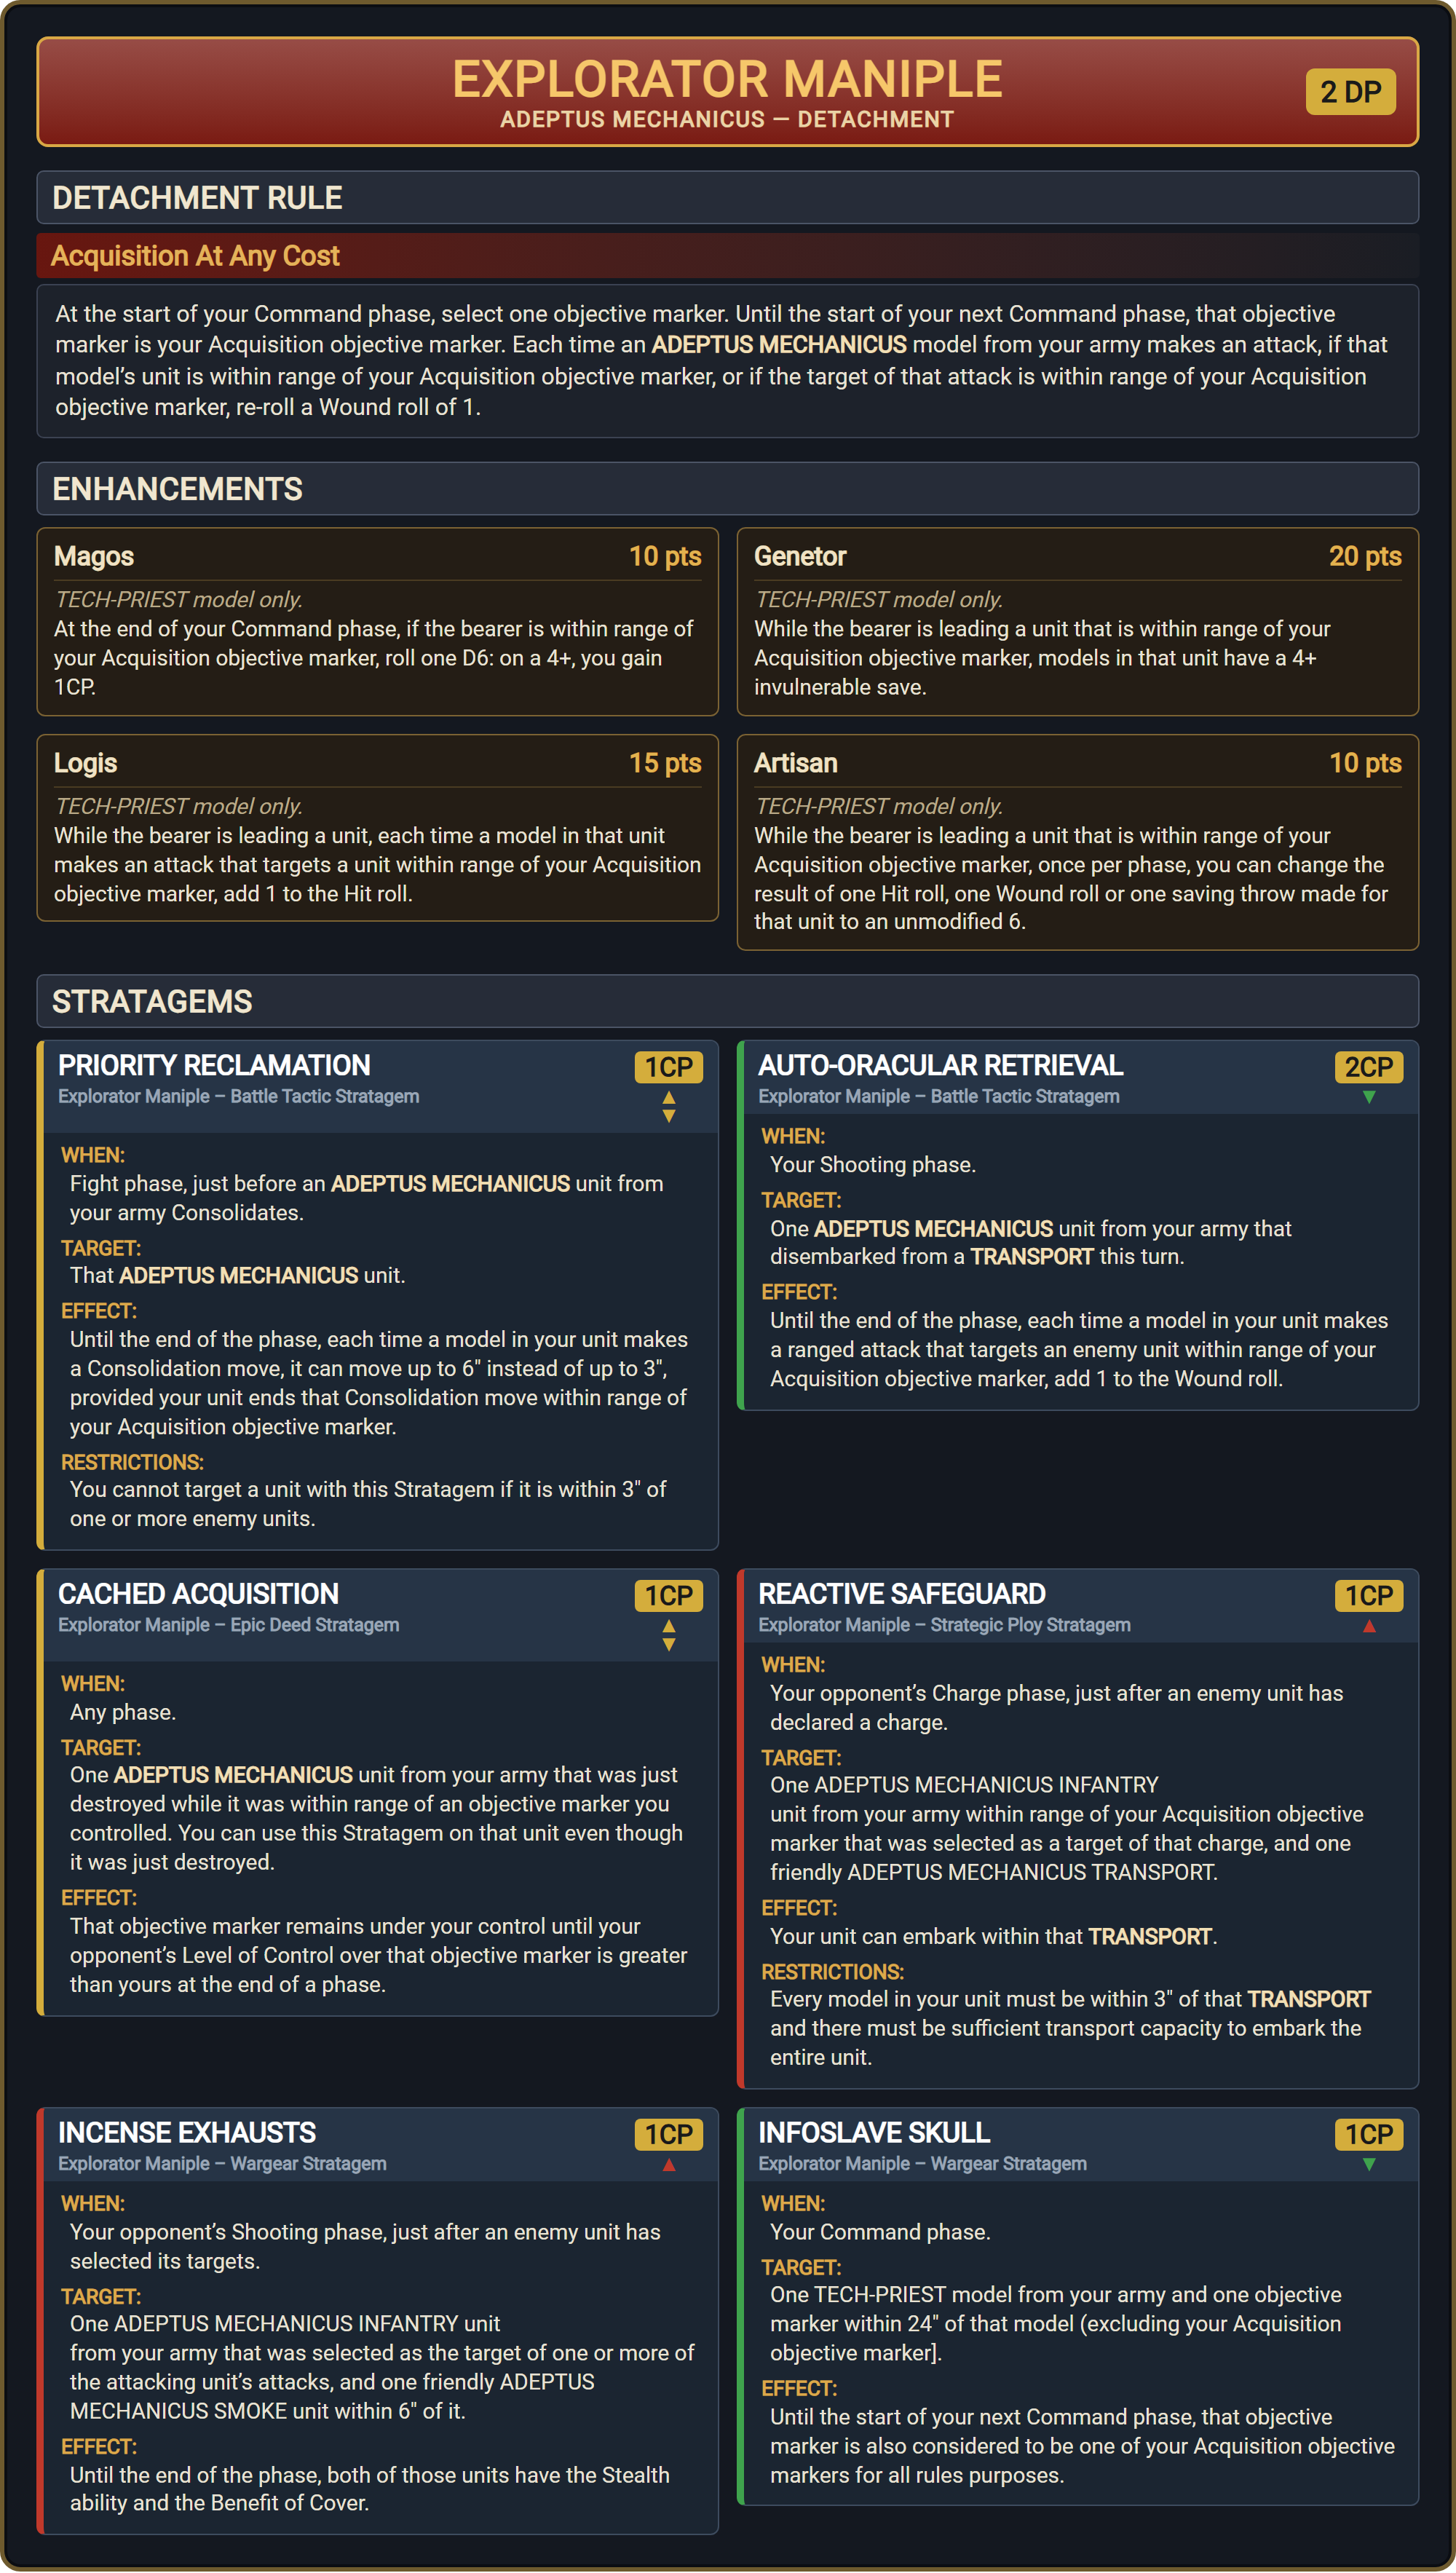 EXPLORATOR MANIPLE
ADEPTUS MECHANICUS — DETACHMENT
2 DP
DETACHMENT RULE
Acquisition At Any Cost
At the start of your Command phase, select one objective marker. Until the start of your next Command phase, that objective
marker is your Acquisition objective marker. Each time an ADEPTUS MECHANICUS model from your army makes an attack, if that
model’s unit is within range of your Acquisition objective marker, or if the target of that attack is within range of your Acquisition
objective marker, re-roll a Wound roll of 1.
ENHANCEMENTS
Magos 10 pts
TECH-PRIEST model only.
At the end of your Command phase, if the bearer is within range of
your Acquisition objective marker, roll one D6: on a 4+, you gain
1CP.
Genetor 20 pts
TECH-PRIEST model only.
While the bearer is leading a unit that is within range of your
Acquisition objective marker, models in that unit have a 4+
invulnerable save.
Logis 15 pts
TECH-PRIEST model only.
While the bearer is leading a unit, each time a model in that unit
makes an attack that targets a unit within range of your Acquisition
objective marker, add 1 to the Hit roll.
Artisan 10 pts
TECH-PRIEST model only.
While the bearer is leading a unit that is within range of your
Acquisition objective marker, once per phase, you can change the
result of one Hit roll, one Wound roll or one saving throw made for
that unit to an unmodified 6.
STRATAGEMS
PRIORITY RECLAMATION 1CP
Explorator Maniple – Battle Tactic Stratagem ▲
▼
WHEN:
Fight phase, just before an ADEPTUS MECHANICUS unit from
your army Consolidates.
TARGET:
That ADEPTUS MECHANICUS unit.
EFFECT:
Until the end of the phase, each time a model in your unit makes
a Consolidation move, it can move up to 6" instead of up to 3",
provided your unit ends that Consolidation move within range of
your Acquisition objective marker.
RESTRICTIONS:
You cannot target a unit with this Stratagem if it is within 3" of
one or more enemy units.
AUTO-ORACULAR RETRIEVAL 2CP
Explorator Maniple – Battle Tactic Stratagem ▼
WHEN:
Your Shooting phase.
TARGET:
One ADEPTUS MECHANICUS unit from your army that
disembarked from a TRANSPORT this turn.
EFFECT:
Until the end of the phase, each time a model in your unit makes
a ranged attack that targets an enemy unit within range of your
Acquisition objective marker, add 1 to the Wound roll.
CACHED ACQUISITION 1CP
Explorator Maniple – Epic Deed Stratagem ▲
▼
WHEN:
Any phase.
TARGET:
One ADEPTUS MECHANICUS unit from your army that was just
destroyed while it was within range of an objective marker you
controlled. You can use this Stratagem on that unit even though
it was just destroyed.
EFFECT:
That objective marker remains under your control until your
opponent’s Level of Control over that objective marker is greater
than yours at the end of a phase.
REACTIVE SAFEGUARD 1CP
Explorator Maniple – Strategic Ploy Stratagem ▲
WHEN:
Your opponent’s Charge phase, just after an enemy unit has
declared a charge.
TARGET:
One ADEPTUS MECHANICUS INFANTRY
unit from your army within range of your Acquisition objective
marker that was selected as a target of that charge, and one
friendly ADEPTUS MECHANICUS TRANSPORT.
EFFECT:
Your unit can embark within that TRANSPORT.
RESTRICTIONS:
Every model in your unit must be within 3" of that TRANSPORT
and there must be sufficient transport capacity to embark the
entire unit.
INCENSE EXHAUSTS 1CP
Explorator Maniple – Wargear Stratagem ▲
WHEN:
Your opponent’s Shooting phase, just after an enemy unit has
selected its targets.
TARGET:
One ADEPTUS MECHANICUS INFANTRY unit
from your army that was selected as the target of one or more of
the attacking unit’s attacks, and one friendly ADEPTUS
MECHANICUS SMOKE unit within 6" of it.
EFFECT:
Until the end of the phase, both of those units have the Stealth
ability and the Benefit of Cover.
INFOSLAVE SKULL 1CP
Explorator Maniple – Wargear Stratagem ▼
WHEN:
Your Command phase.
TARGET:
One TECH-PRIEST model from your army and one objective
marker within 24" of that model (excluding your Acquisition
objective marker].
EFFECT:
Until the start of your next Command phase, that objective
marker is also considered to be one of your Acquisition objective
markers for all rules purposes.